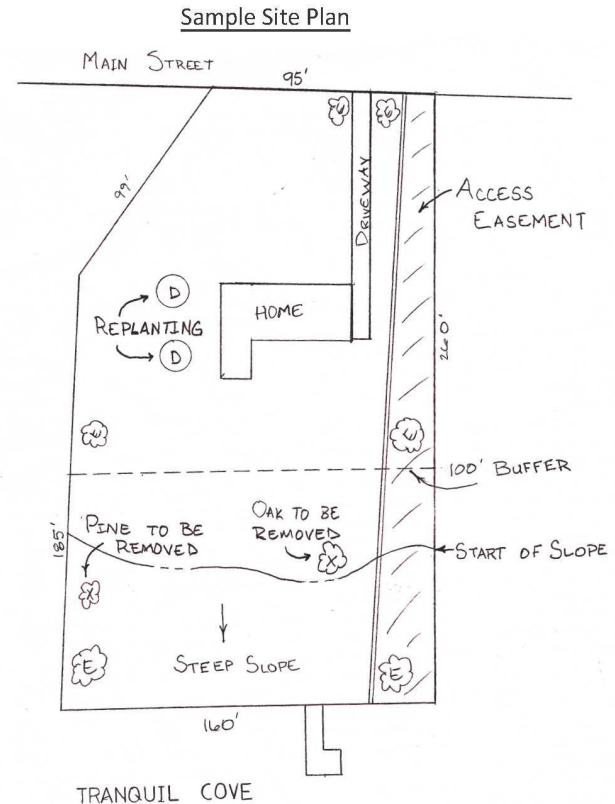 Sample Site Plan
MAIN STREET
95'
99'
DRIVEWAY
ACCESS
EASEMENT
D
REPLANTING
D
HOME
260'
E
E
100' BUFFER
185'
PINE TO BE
REMOVED
X
OAK TO BE
REMOVED
X
START OF SLOPE
E
STEEP SLOPE
E
160'
TRANQUIL COVE